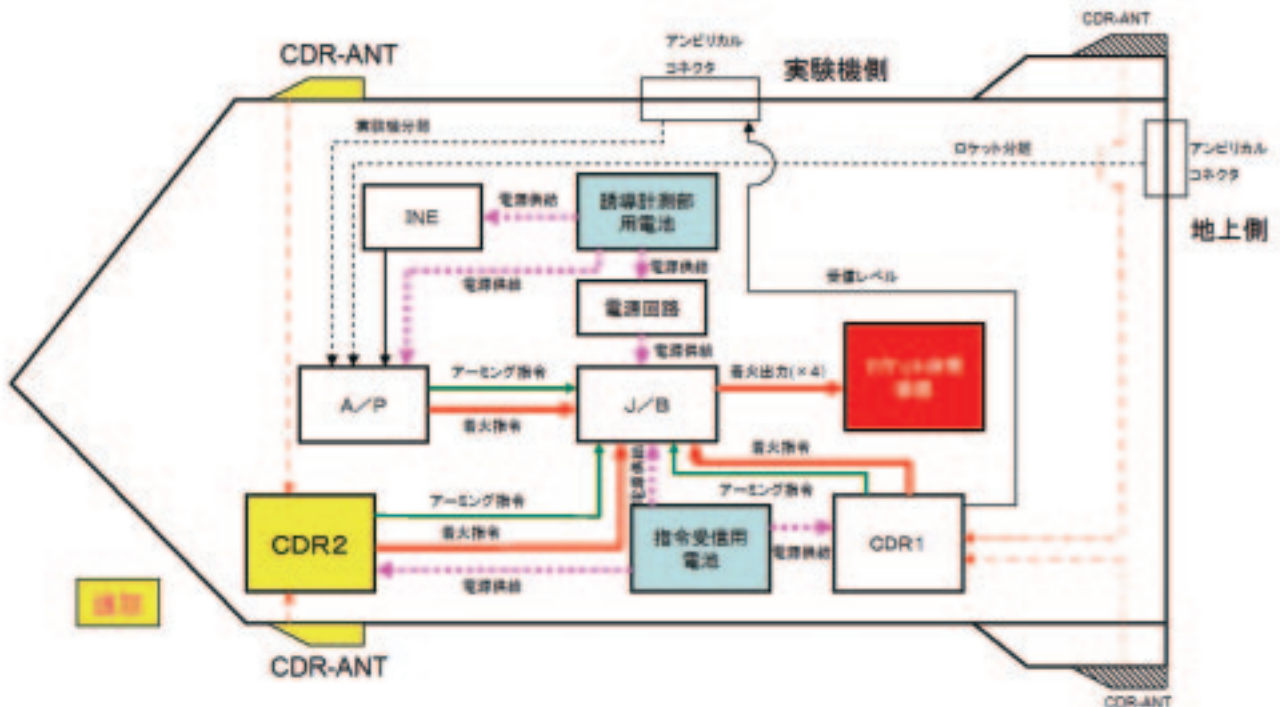 CDR-ANT
CDR-ANT
アンビリカル
コネクタ
実験機側
実験機分離
ロケット分離
アンビリカル
コネクタ
地上側
INE
電源供給
誘導計測部
用電池
電源供給
電源供給
受信レベル
電源回路
電源供給
A/P
アーミング指令
着火指令
J/B
着火出力(×4)
着火指令
アーミング指令
電源供給
アーミング指令
着火指令
CDR2
指令受信用
電池
電源供給
CDR1
電源供給
CDR-ANT
CDR-ANT